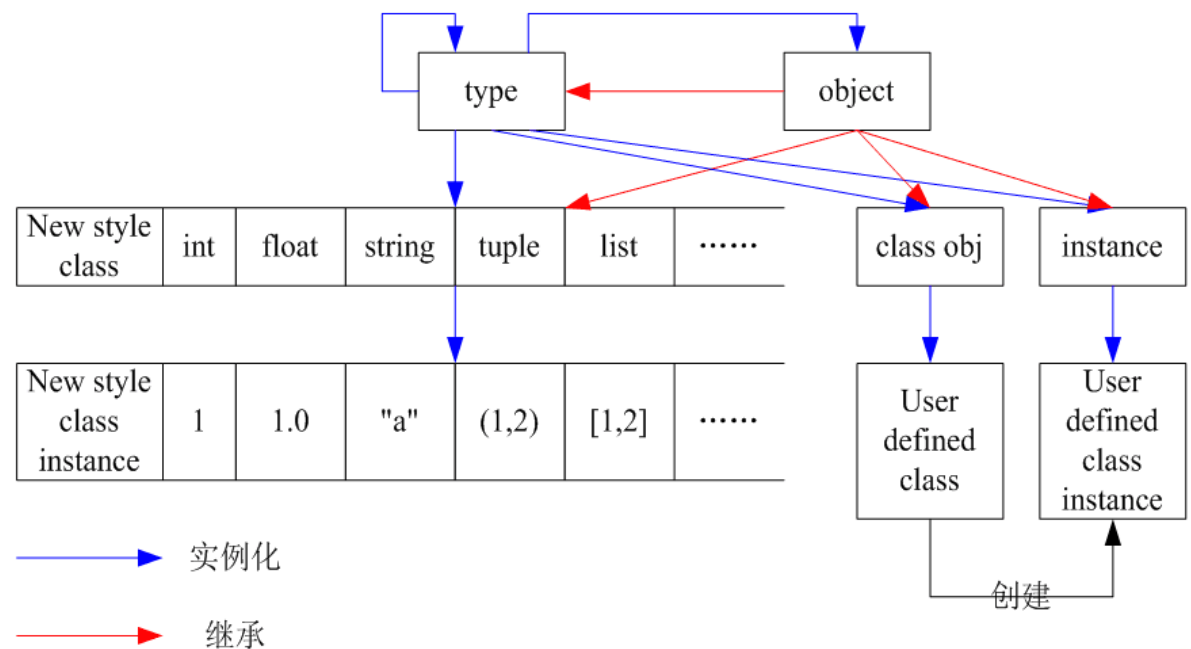 type
object
New style
class
int
float
string
tuple
list
……
class obj
instance
New style
class
instance
1
1.0
"a"
(1,2)
[1,2]
……
User
defined
class
User
defined
class
instance
实例化
创建
继承